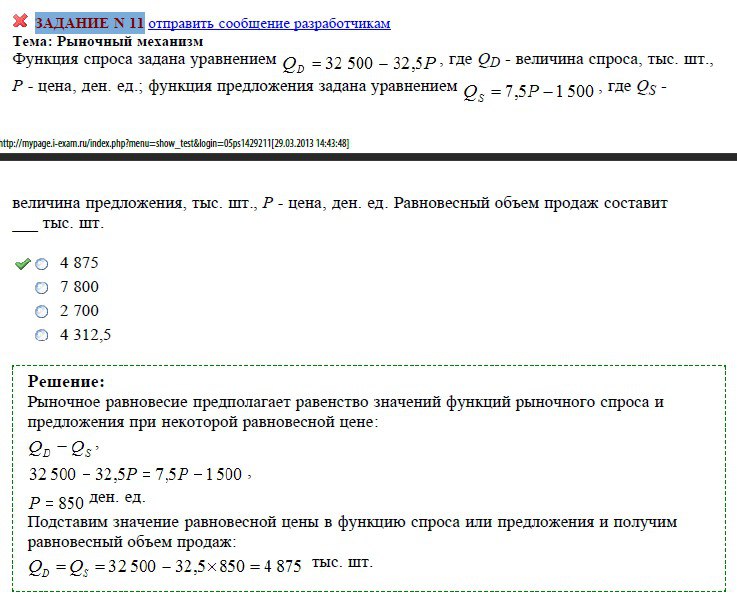 ЗАДАНИЕ N 11 отправить сообщение разработчикам
Тема: Рыночный механизм
Функция спроса задана уравнением Q_D = 32 500 − 32,5P, где QD - величина спроса, тыс. шт.,
P - цена, ден. ед.; функция предложения задана уравнением Q_S = 7,5P − 1 500, где QS -
http://mypage.i-exam.ru/index.php?menu=show_test&login=05ps1429211[29.03.2013 14:43:48]
величина предложения, тыс. шт., P - цена, ден. ед. Равновесный объем продаж составит
___ тыс. шт.
4 875
7 800
2 700
4 312,5
Решение:
Рыночное равновесие предполагает равенство значений функций рыночного спроса и
предложения при некоторой равновесной цене:
Q_D = Q_S,
32 500 − 32,5P = 7,5P − 1 500,
P = 850 ден. ед.
Подставим значение равновесной цены в функцию спроса или предложения и получим
равновесный объем продаж:
Q_D = Q_S = 32 500 − 32,5×850 = 4 875 тыс. шт.